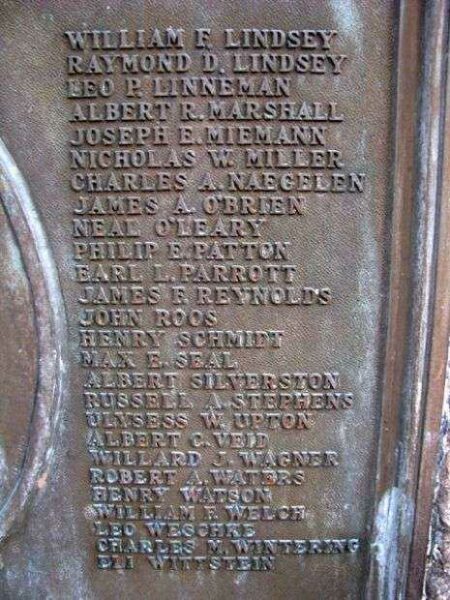 WILLIAM F. LINDSEY
RAYMOND D. LINDSEY
LEO P. LINNEMAN
ALBERT R. MARSHALL
JOSEPH E. MIEMANN
NICHOLAS W. MILLER
CHARLES A. NAEGELEN
JAMES A. O'BRIEN
NEAL O'LEARY
PHILIP E. PATTON
EARL L. PARROTT
JAMES F. REYNOLDS
JOHN ROOS
HENRY SCHMIDT
MAX E. SEAL
ALBERT SILVERSTON
RUSSELL A. STEPHENS
ULYSESS W. UPTON
ALBERT C. VEID
WILLARD J. WAGNER
ROBERT A. WATERS
HENRY WATSON
WILLIAM F. WELCH
LEO WESCHKE
CHARLES M. WINTERING
ELI WITTSTEIN